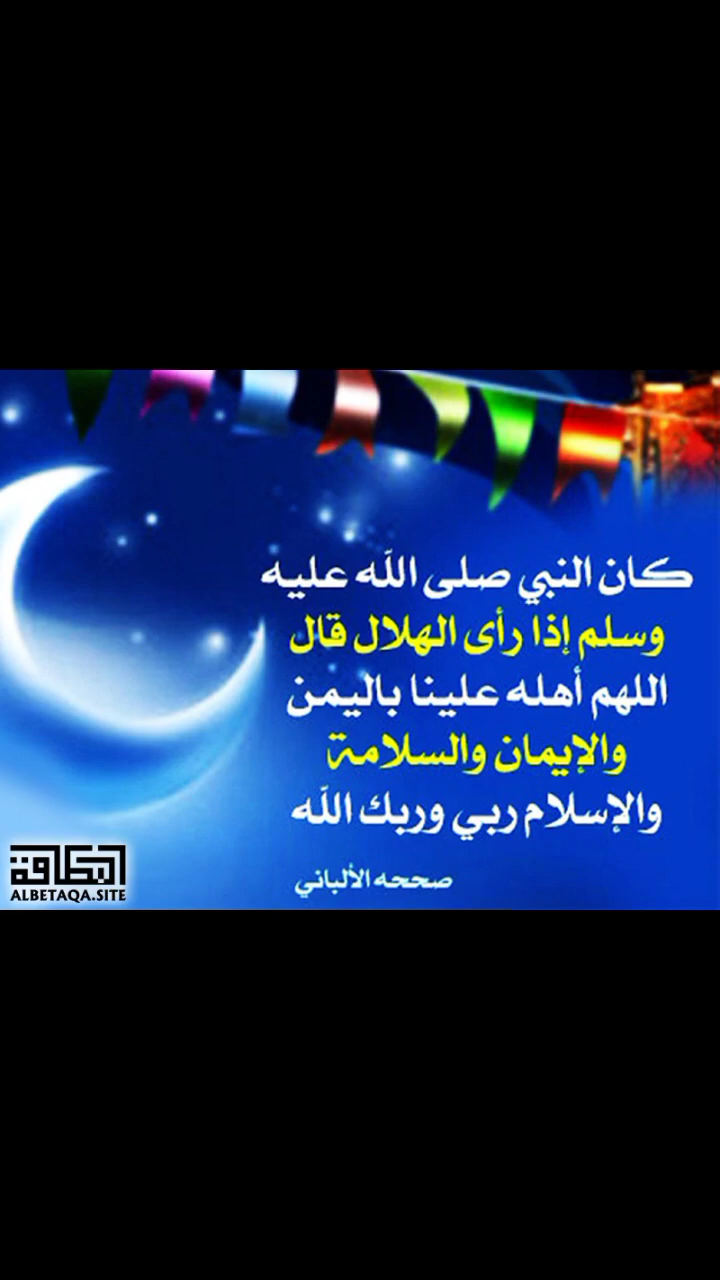 كان النبي صلى الله عليه
وسلم إذا رأى الهلال قال
اللهم أهله علينا باليمن
والإيمان والسلامة
والإسلام ربي وربك الله
صححه الألباني
البطاقة
ALBETAQA.SITE